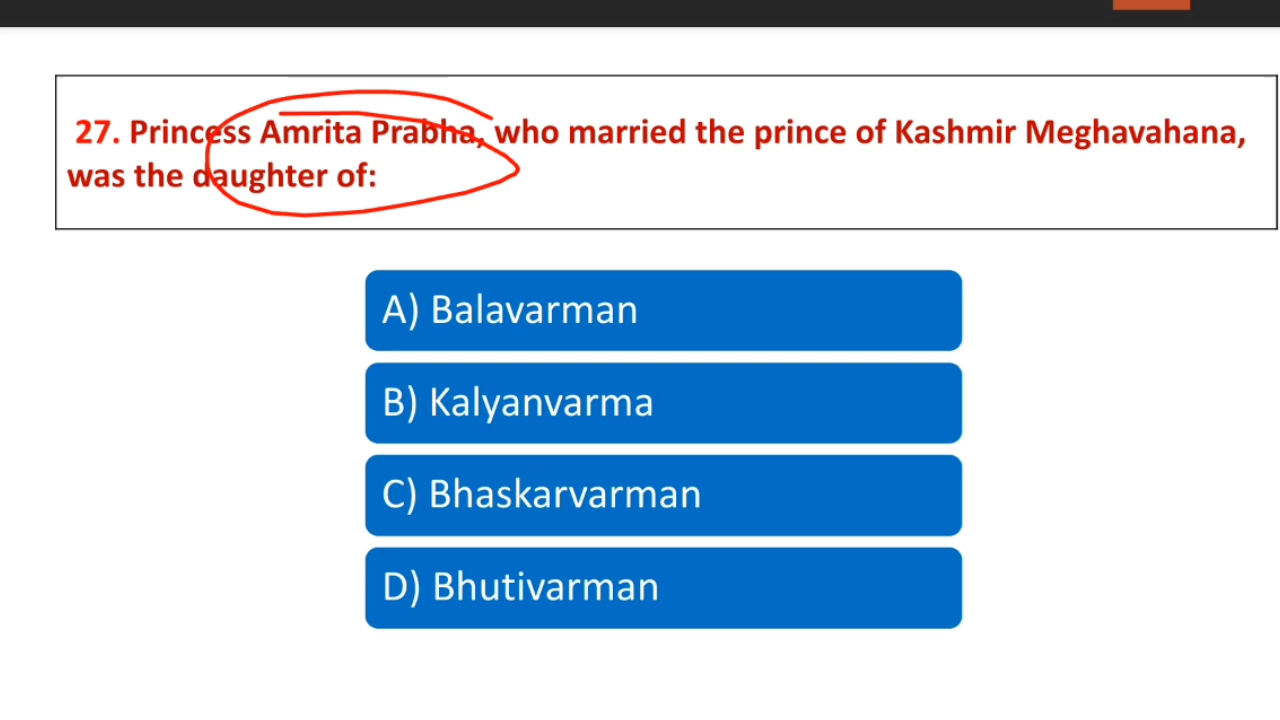 27. Princess Amrita Prabha, who married the prince of Kashmir Meghavahana,
was the daughter of:
A) Balavarman
B) Kalyanvarma
C) Bhaskarvarman
D) Bhutivarman